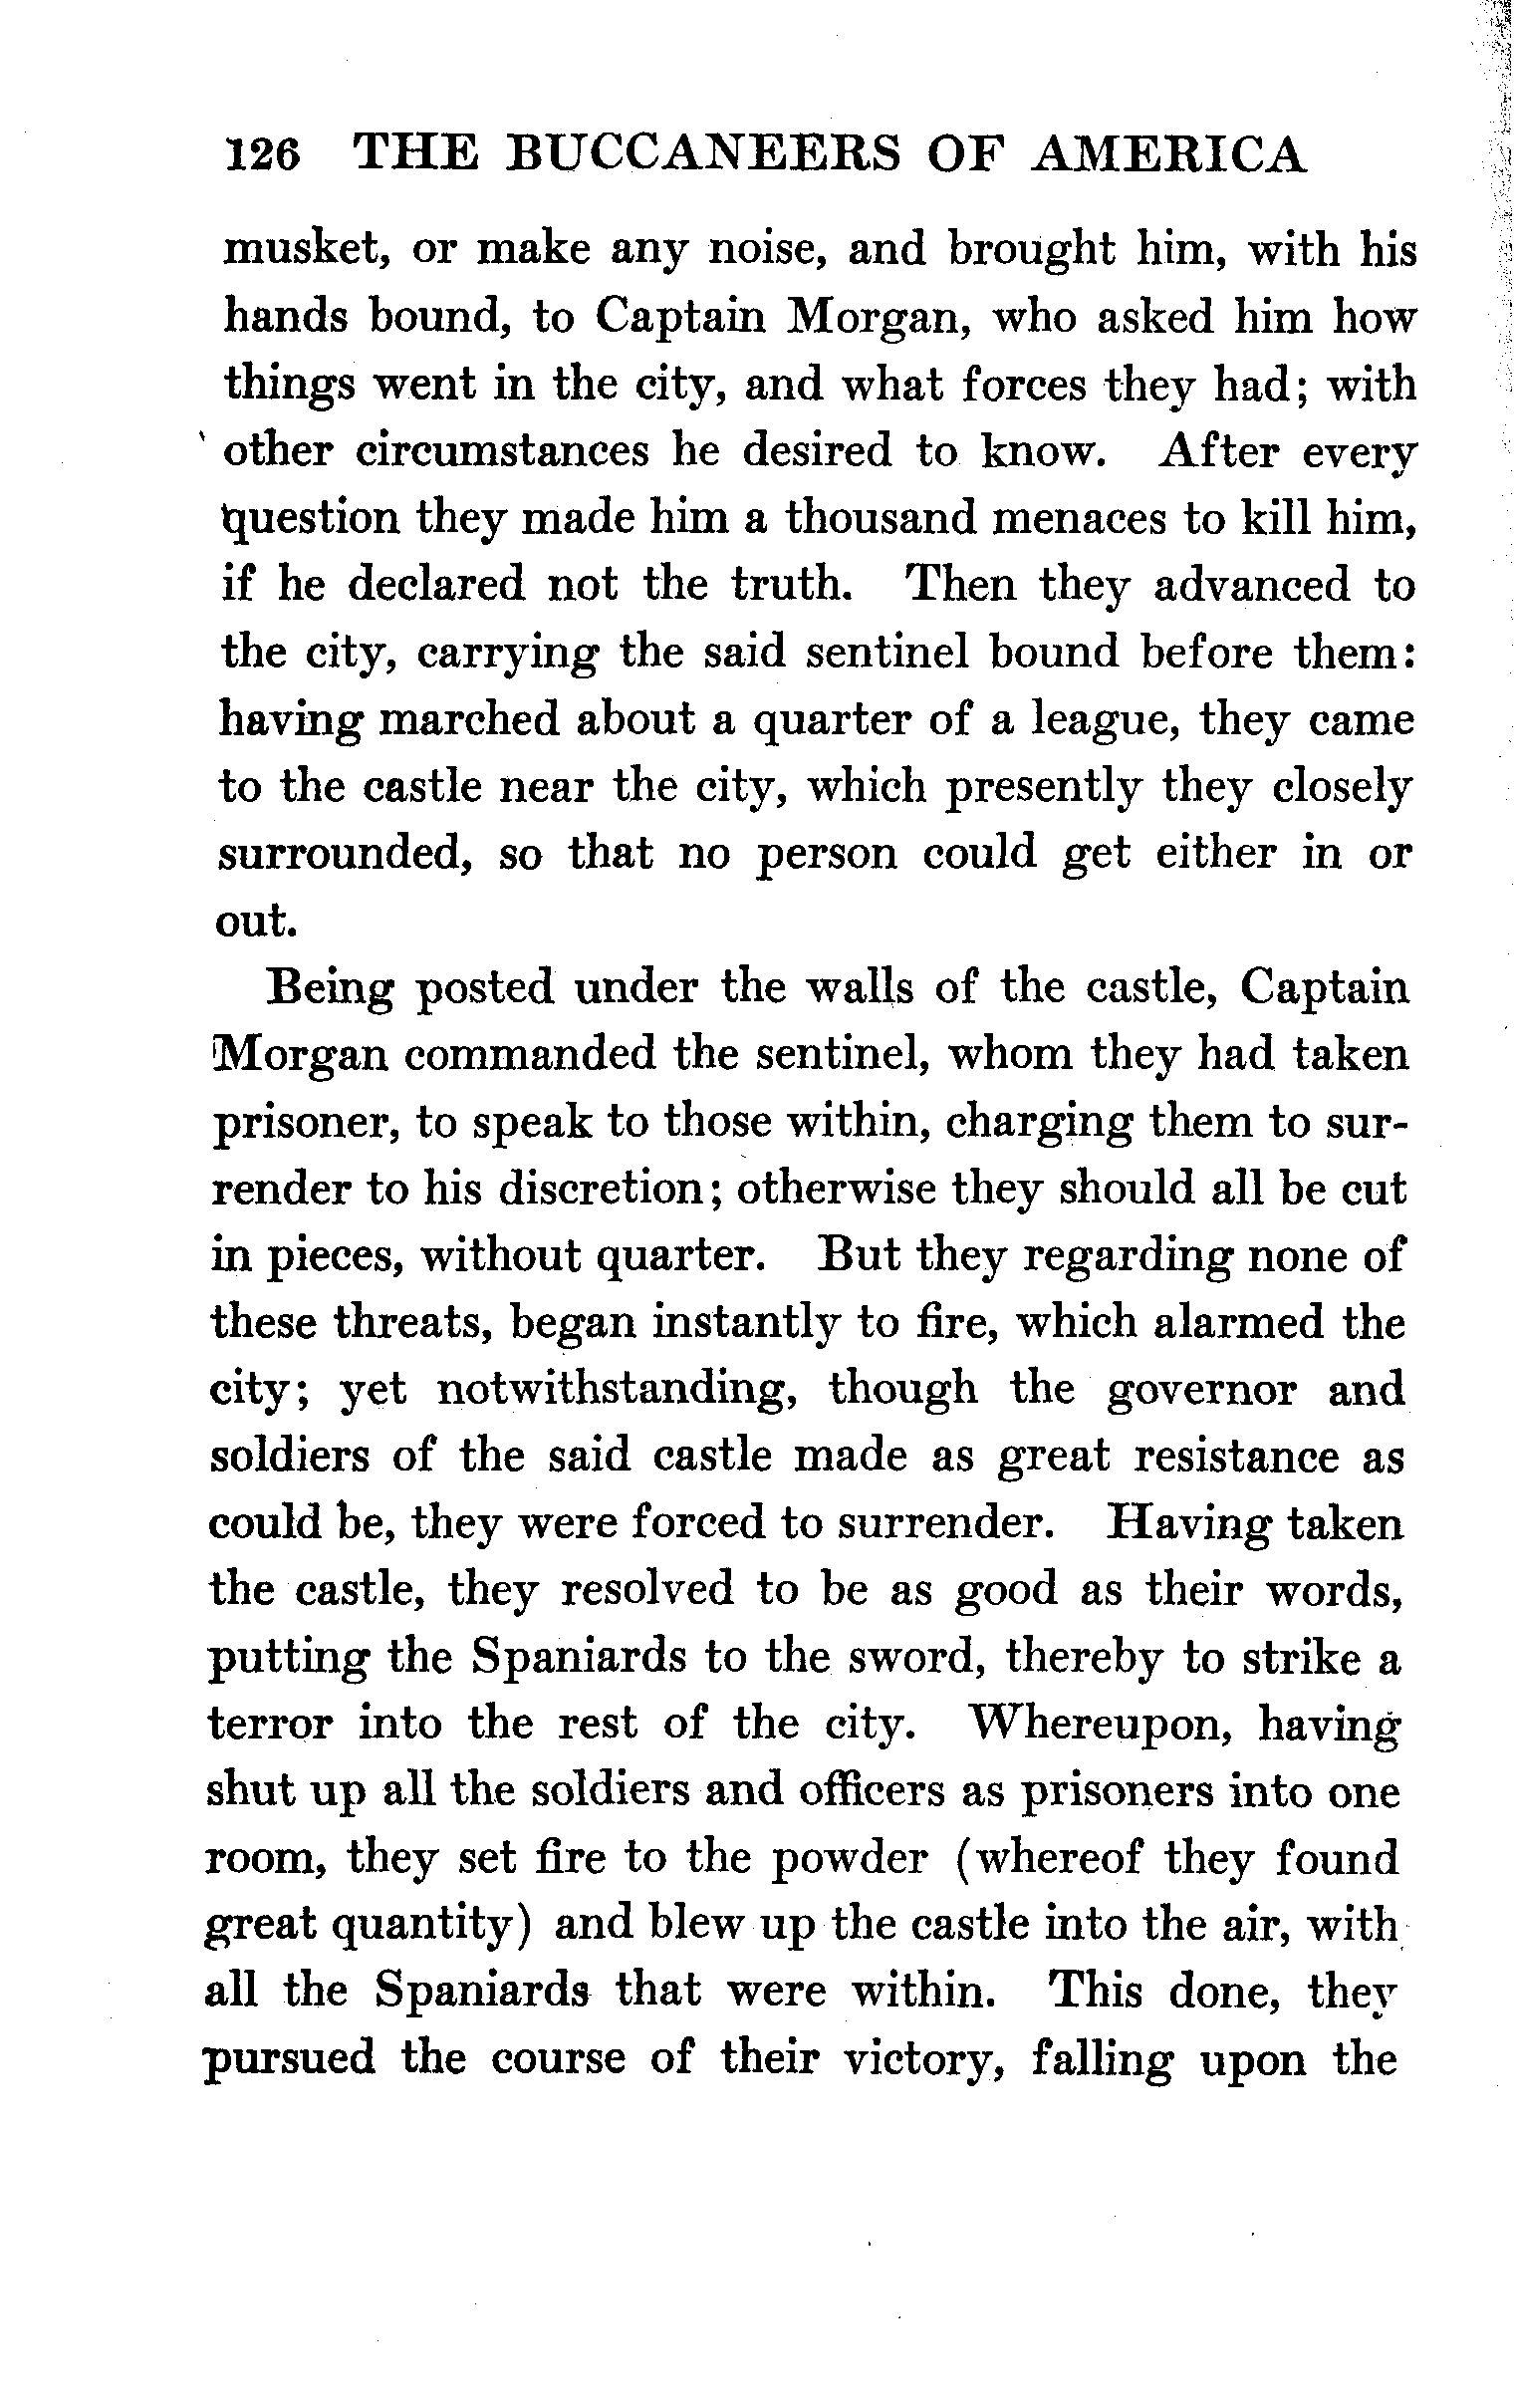 126 THE BUCCANEERS OF AMERICA
musket, or make any noise, and brought him, with his
hands bound, to Captain Morgan, who asked him how
things went in the city, and what forces they had; with
other circumstances he desired to know. After every
question they made him a thousand menaces to kill him,
if he declared not the truth. Then they advanced to
the city, carrying the said sentinel bound before them:
having marched about a quarter of a league, they came
to the castle near the city, which presently they closely
surrounded, so that no person could get either in or
out.
Being posted under the walls of the castle, Captain
Morgan commanded the sentinel, whom they had taken
prisoner, to speak to those within, charging them to sur-
render to his discretion; otherwise they should all be cut
in pieces, without quarter. But they regarding none of
these threats, began instantly to fire, which alarmed the
city; yet notwithstanding, though the governor and
soldiers of the said castle made as great resistance as
could be, they were forced to surrender. Having taken
the castle, they resolved to be as good as their words,
putting the Spaniards to the sword, thereby to strike a
terror into the rest of the city. Whereupon, having
shut up all the soldiers and officers as prisoners into one
room, they set fire to the powder (whereof they found
great quantity) and blew up the castle into the air, with
all the Spaniards that were within. This done, they
pursued the course of their victory, falling upon the